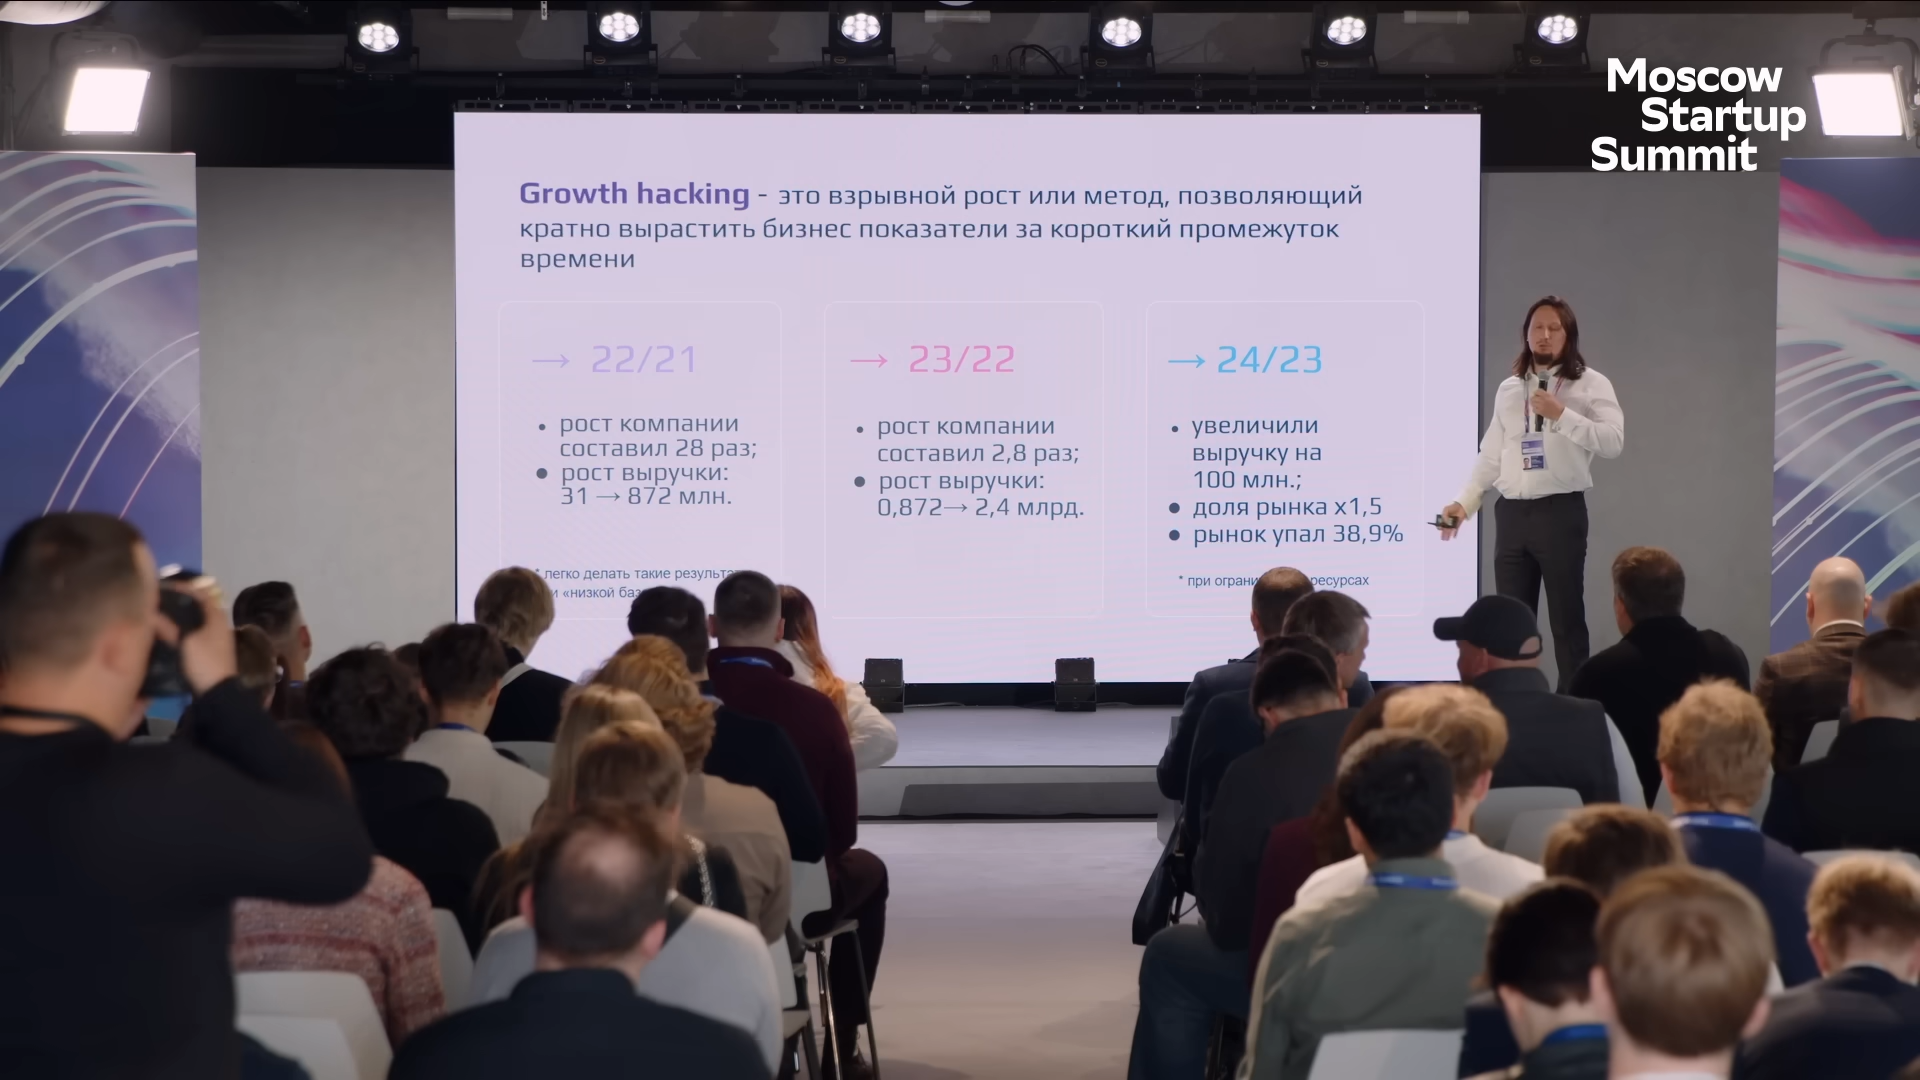 Moscow
Startup
Summit
Growth hacking - это взрывной рост или метод, позволяющий
кратно вырастить бизнес показатели за короткий промежуток
времени
→ 22/21
• рост компании
составил 28 раз;
● рост выручки:
31 → 872 млн.
* легко делать такие
«низкой
→ 23/22
• рост компании
составил 2,8 раз;
● рост выручки:
0,872→ 2,4 млрд.
→ 24/23
• увеличили
выручку на
100 млн.;
● доля рынка x1,5
● рынок упал 38,9%
* при ресурсах